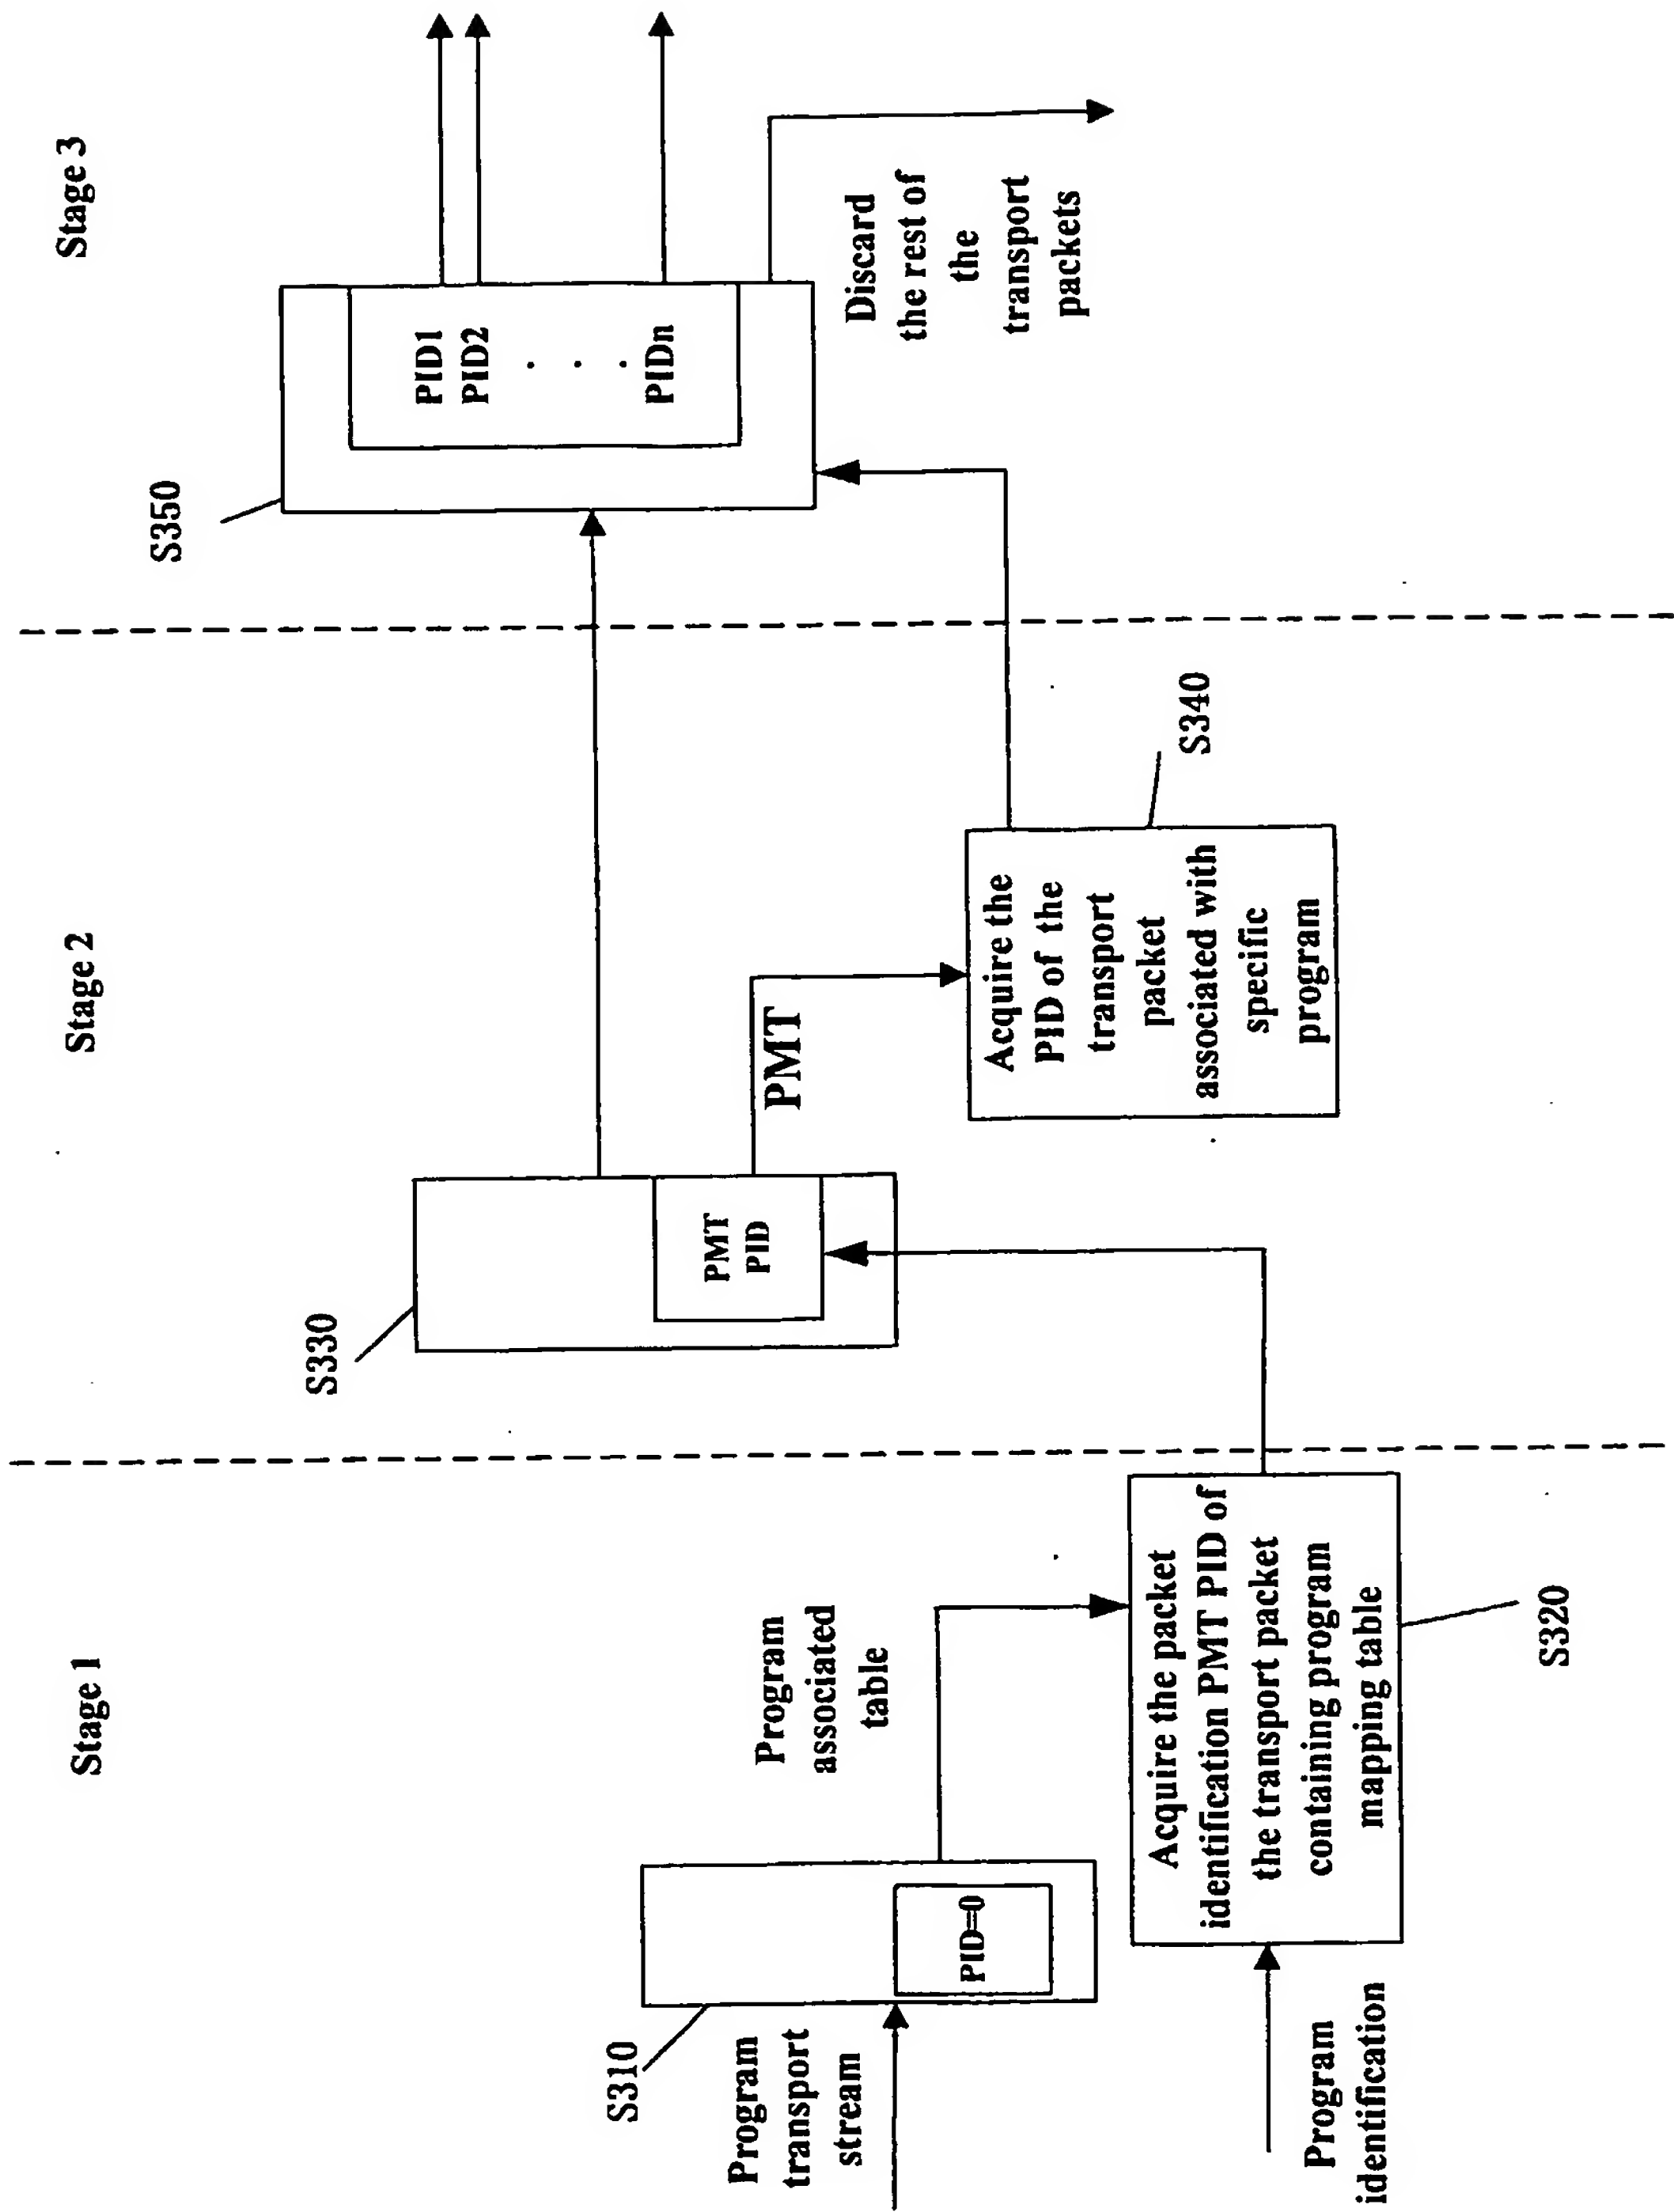 Stage 1
Stage 2
Stage 3
S310
Program
transport
stream
PID=0
Program
associated
table
Program
identification
Acquire the packet
identification PMT PID of
the transport packet
containing program
mapping table
S320
S330
PMT
PID
PMT
Acquire the
PID of the
transport
packet
associated with
specific
program
S340
S350
PID1
PID2
. . .
PIDn
Discard
the rest of
the
transport
packets